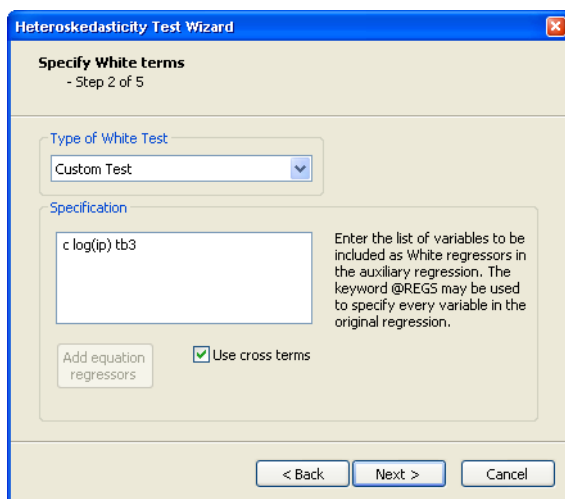 Heteroskedasticity Test Wizard
Specify White terms
- Step 2 of 5
Type of White Test
Custom Test
Specification
c log(ip) tb3
Enter the list of variables to be
included as White regressors in
the auxiliary regression. The
keyword @REGS may be used
to specify every variable in the
original regression.
Add equation
regressors
Use cross terms
< Back
Next >
Cancel